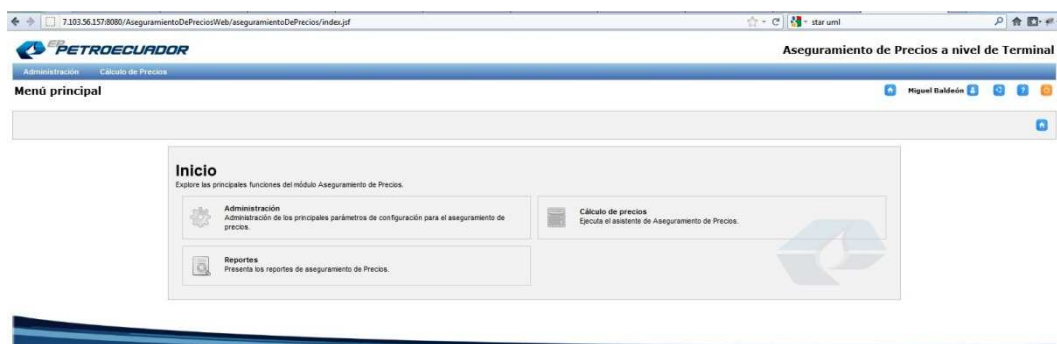 7.103.56.157:8080/AseguramientoDePreciosWeb/aseguramientoDePrecios/index.jsf
star uml
EP PETROECUADOR
Aseguramiento de Precios a nivel de Terminal
Administración Cálculo de Precios
Menú principal
Miguel Baldeón
Inicio
Explore las principales funciones del módulo Aseguramiento de Precios.
Administración
Administración de los principales parámetros de configuración para el aseguramiento de
precios.
Cálculo de precios
Ejecuta el asistente de Aseguramiento de Precios.
Reportes
Presenta los reportes de aseguramiento de Precios.